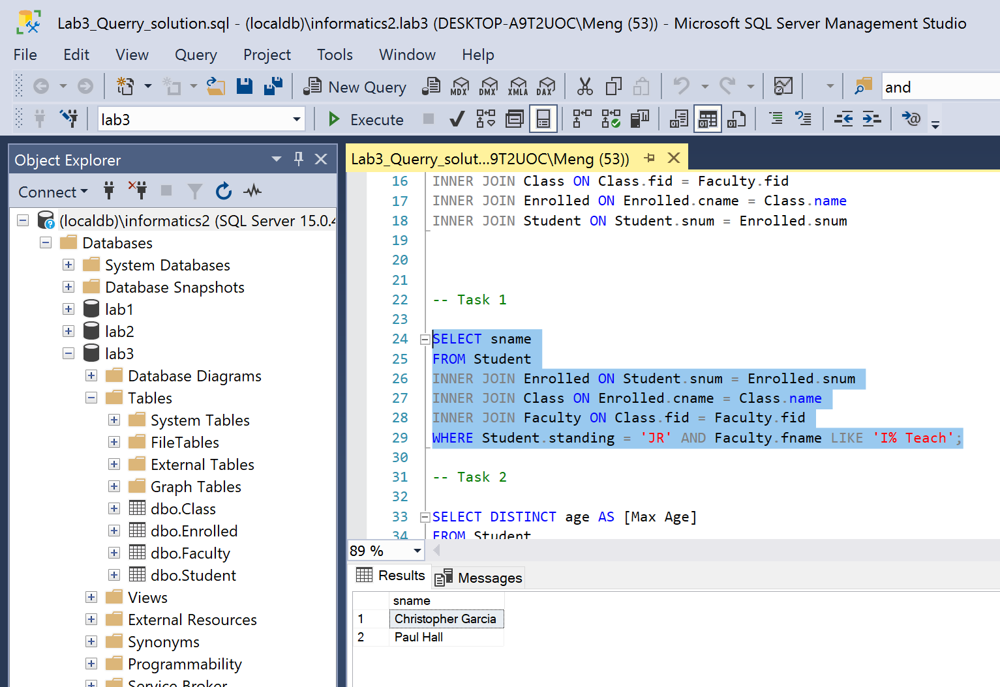 Lab3_Querry_solution.sql - (localdb)\informatics2.lab3 (DESKTOP-A9T2UOC\Meng (53)) - Microsoft SQL Server Management Studio
File Edit View Query Project Tools Window Help
New Query MDX DMX XMLA DAX and
lab3 Execute
Object Explorer
Connect
(localdb)\informatics2 (SQL Server 15.0.4
Databases
System Databases
Database Snapshots
lab1
lab2
lab3
Database Diagrams
Tables
System Tables
FileTables
External Tables
Graph Tables
dbo.Class
dbo.Enrolled
dbo.Faculty
dbo.Student
Views
External Resources
Synonyms
Programmability
Service Broker
Lab3_Querry_solut...9T2UOC\Meng (53))
16 INNER JOIN Class ON Class.fid = Faculty.fid
17 INNER JOIN Enrolled ON Enrolled.cname = Class.name
18 INNER JOIN Student ON Student.snum = Enrolled.snum
19
20
21
22 -- Task 1
23
24 SELECT sname
25 FROM Student
26 INNER JOIN Enrolled ON Student.snum = Enrolled.snum
27 INNER JOIN Class ON Enrolled.cname = Class.name
28 INNER JOIN Faculty ON Class.fid = Faculty.fid
29 WHERE Student.standing = 'JR' AND Faculty.fname LIKE 'I% Teach';
30
31 -- Task 2
32
33 SELECT DISTINCT age AS [Max Age]
34 FROM Student
89 %
Results Messages
sname
1 Christopher Garcia
2 Paul Hall